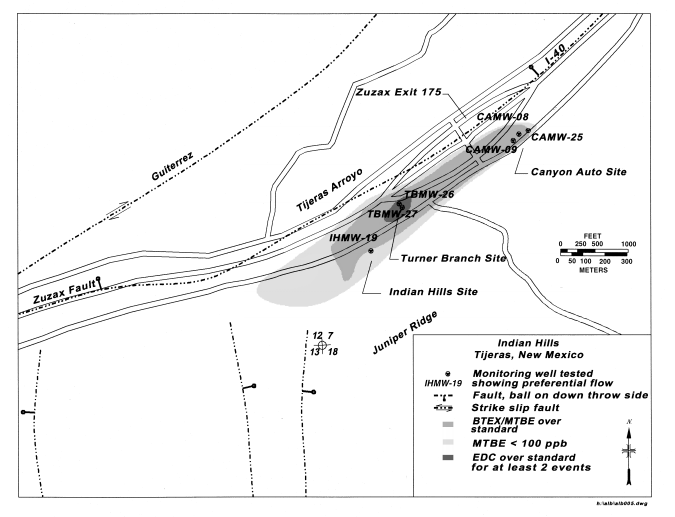 I-40
Zuzax Exit 175
CAMW-08
CAMW-25
CAMW-09
Canyon Auto Site
Guiterrez
Tijeras Arroyo
TBMW-26
TBMW-27
IHMW-19
Turner Branch Site
Indian Hills Site
Zuzax Fault
Juniper Ridge
12 7
13 18
FEET
0 250 500 1000
0 50 100 200 300
METERS
Indian Hills
Tijeras, New Mexico
Monitoring well tested
IHMW-19 showing preferential flow
Fault, ball on down throw side
Strike slip fault
BTEX/MTBE over
standard
MTBE < 100 ppb
EDC over standard
for at least 2 events
N
h:\alb\alb005.dwg